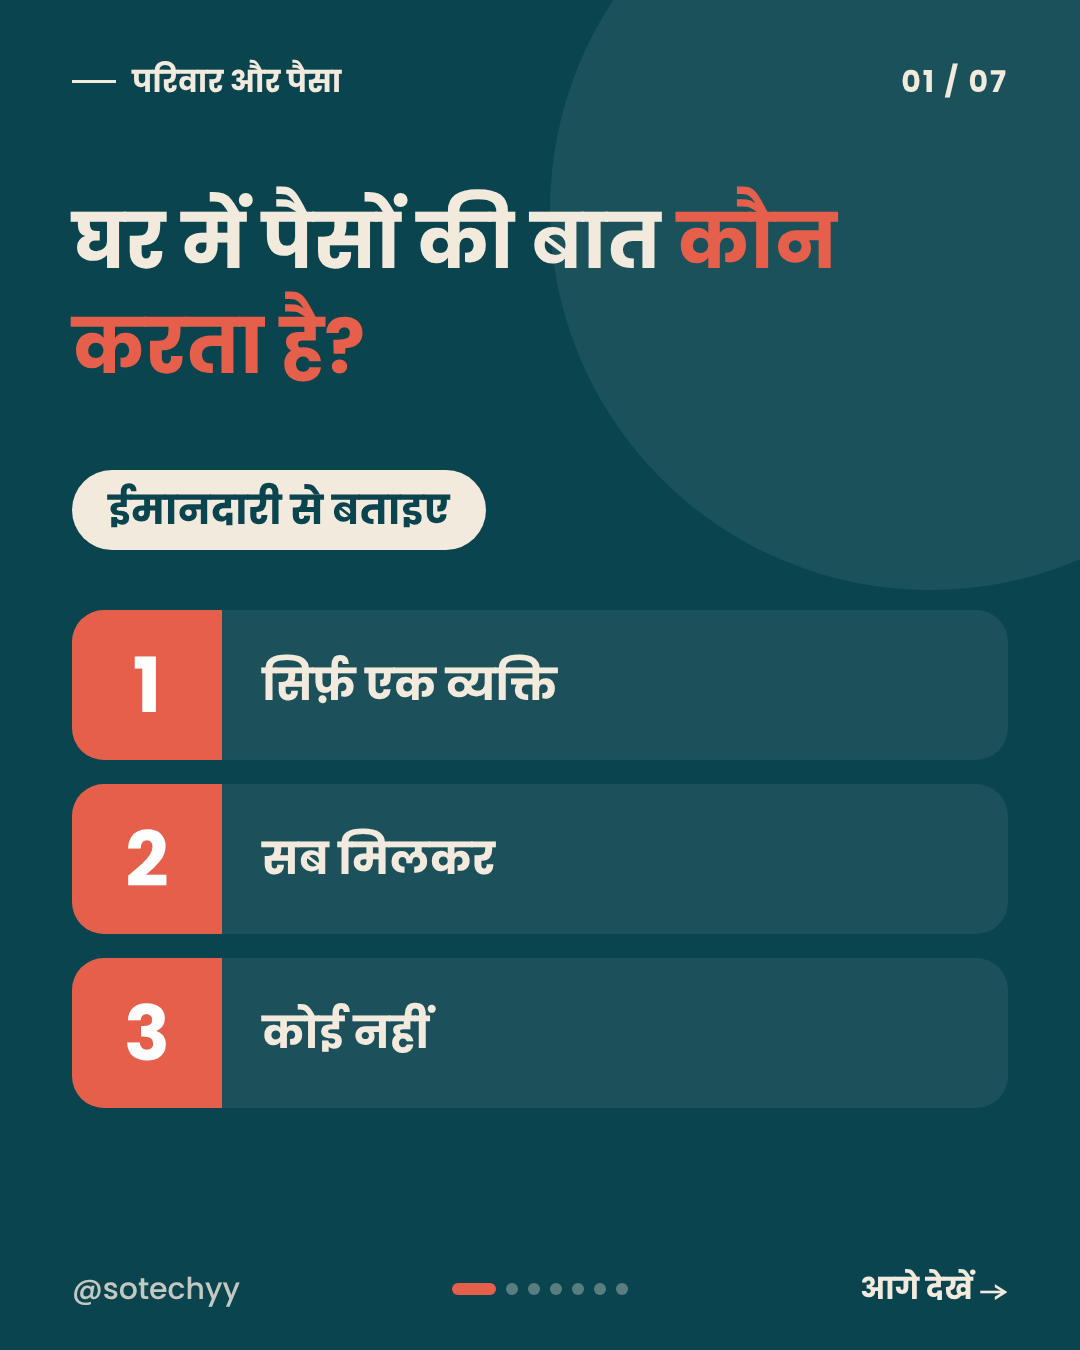 परिवार और पैसा
01 / 07
घर में पैसों की बात कौन
करता है?
ईमानदारी से बताइए
1 सिर्फ़ एक व्यक्ति
2 सब मिलकर
3 कोई नहीं
@sotechyy
आगे देखें →